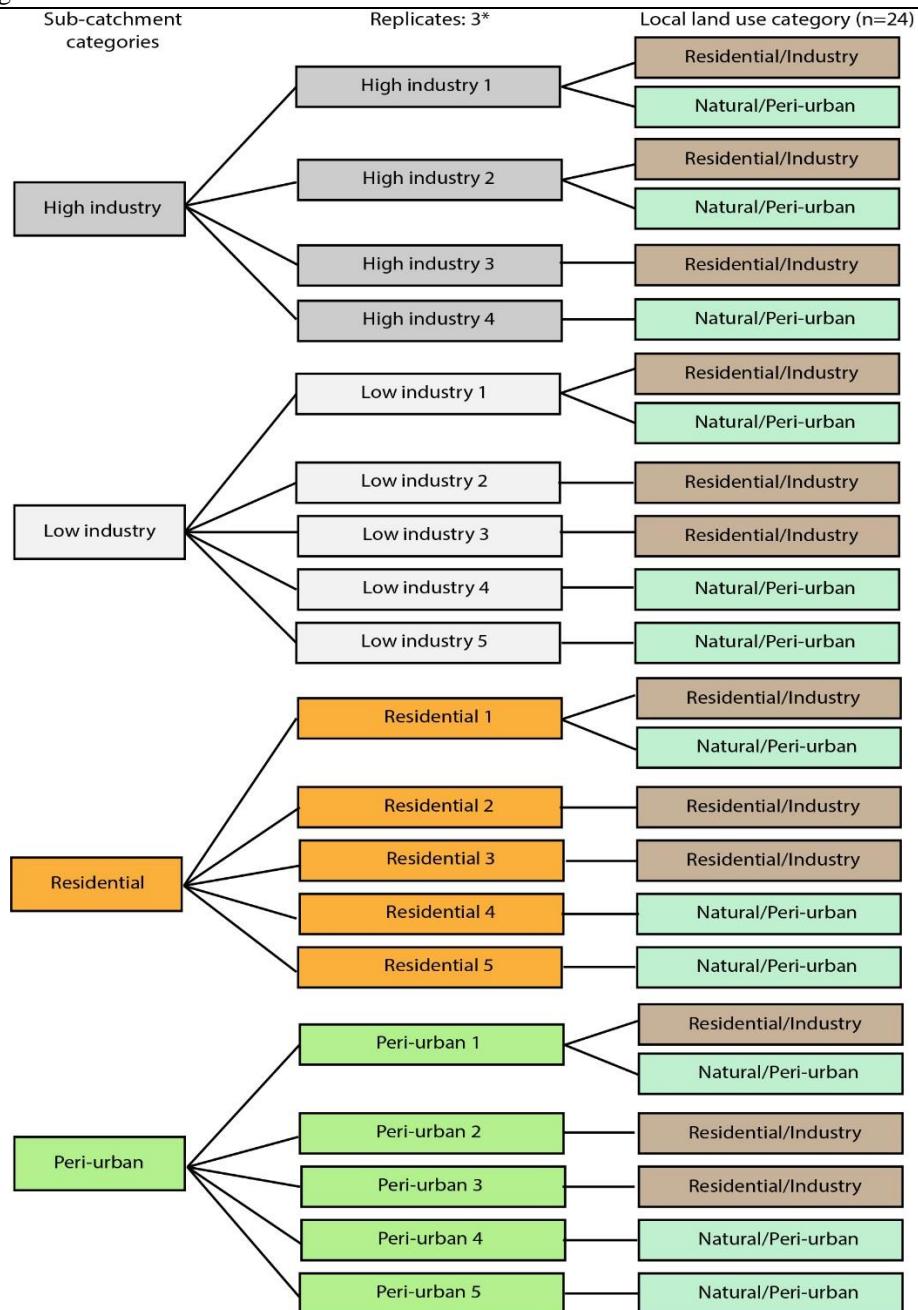 Sub-catchment
categories
Replicates: 3*
Local land use category (n=24)
High industry
High industry 1
Residential/Industry
Natural/Peri-urban
High industry 2
Residential/Industry
Natural/Peri-urban
High industry 3
Residential/Industry
High industry 4
Natural/Peri-urban
Low industry
Low industry 1
Residential/Industry
Natural/Peri-urban
Low industry 2
Residential/Industry
Low industry 3
Residential/Industry
Low industry 4
Natural/Peri-urban
Low industry 5
Natural/Peri-urban
Residential
Residential 1
Residential/Industry
Natural/Peri-urban
Residential 2
Residential/Industry
Residential 3
Residential/Industry
Residential 4
Natural/Peri-urban
Residential 5
Natural/Peri-urban
Peri-urban
Peri-urban 1
Residential/Industry
Natural/Peri-urban
Peri-urban 2
Residential/Industry
Peri-urban 3
Residential/Industry
Peri-urban 4
Natural/Peri-urban
Peri-urban 5
Natural/Peri-urban